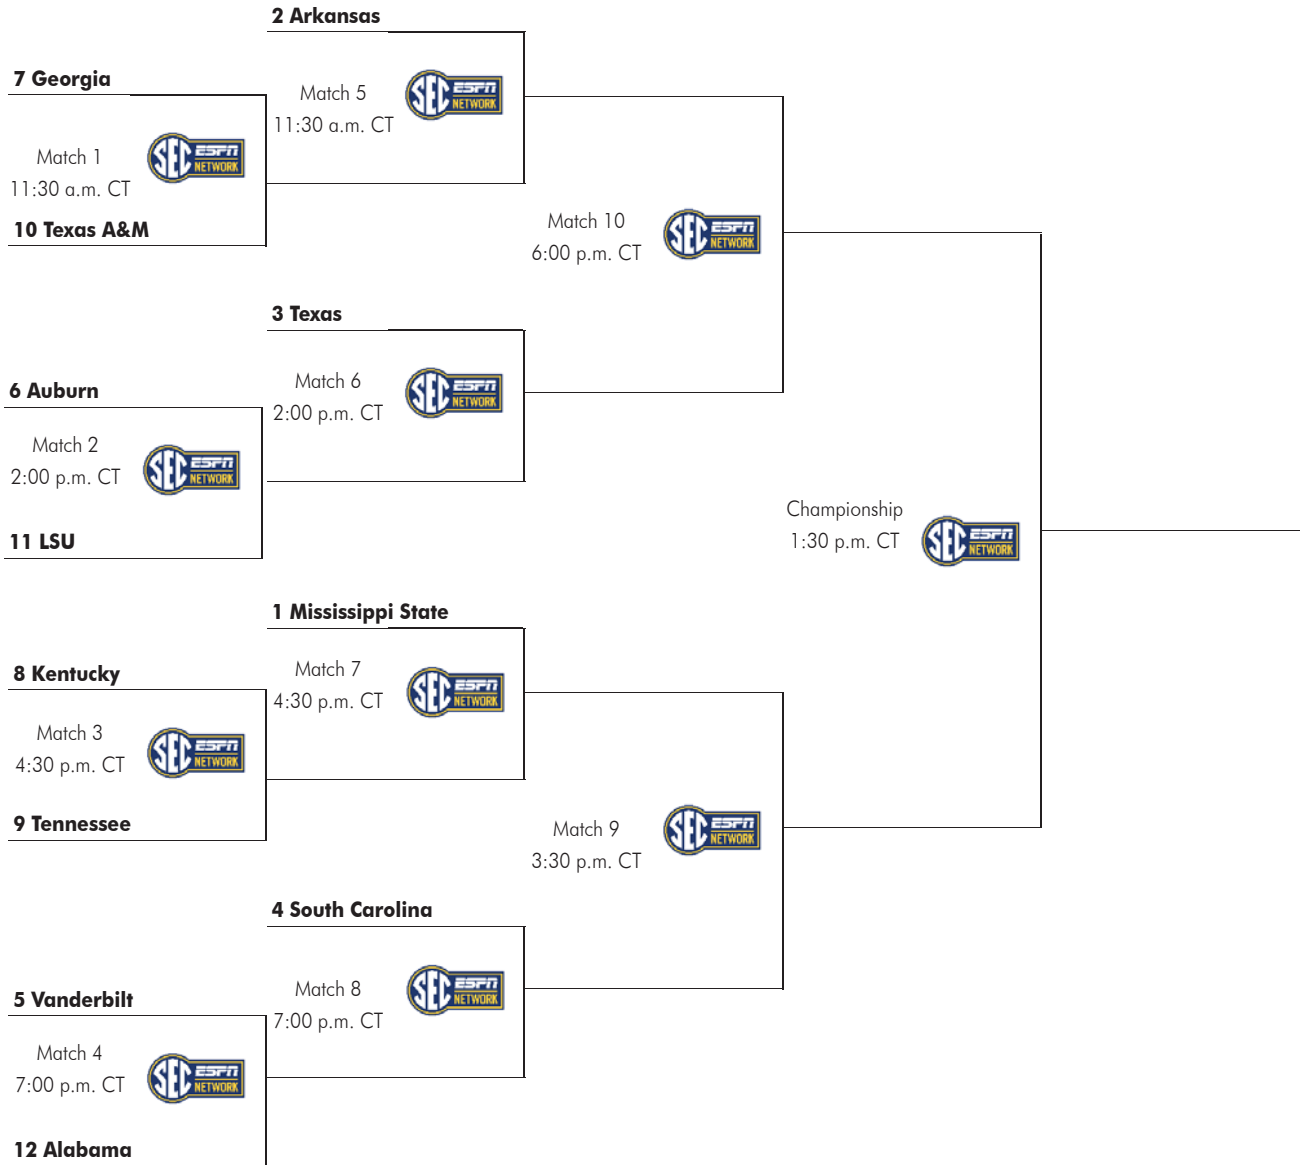 2 Arkansas
7 Georgia
Match 5
11:30 a.m. CT
SEC ESPN NETWORK
Match 1
11:30 a.m. CT
SEC ESPN NETWORK
10 Texas A&M
Match 10
6:00 p.m. CT
SEC ESPN NETWORK
3 Texas
Match 6
2:00 p.m. CT
SEC ESPN NETWORK
6 Auburn
Match 2
2:00 p.m. CT
SEC ESPN NETWORK
11 LSU
Championship
1:30 p.m. CT
SEC ESPN NETWORK
1 Mississippi State
Match 7
4:30 p.m. CT
SEC ESPN NETWORK
8 Kentucky
Match 3
4:30 p.m. CT
SEC ESPN NETWORK
9 Tennessee
Match 9
3:30 p.m. CT
SEC ESPN NETWORK
4 South Carolina
Match 8
7:00 p.m. CT
SEC ESPN NETWORK
5 Vanderbilt
Match 4
7:00 p.m. CT
SEC ESPN NETWORK
12 Alabama